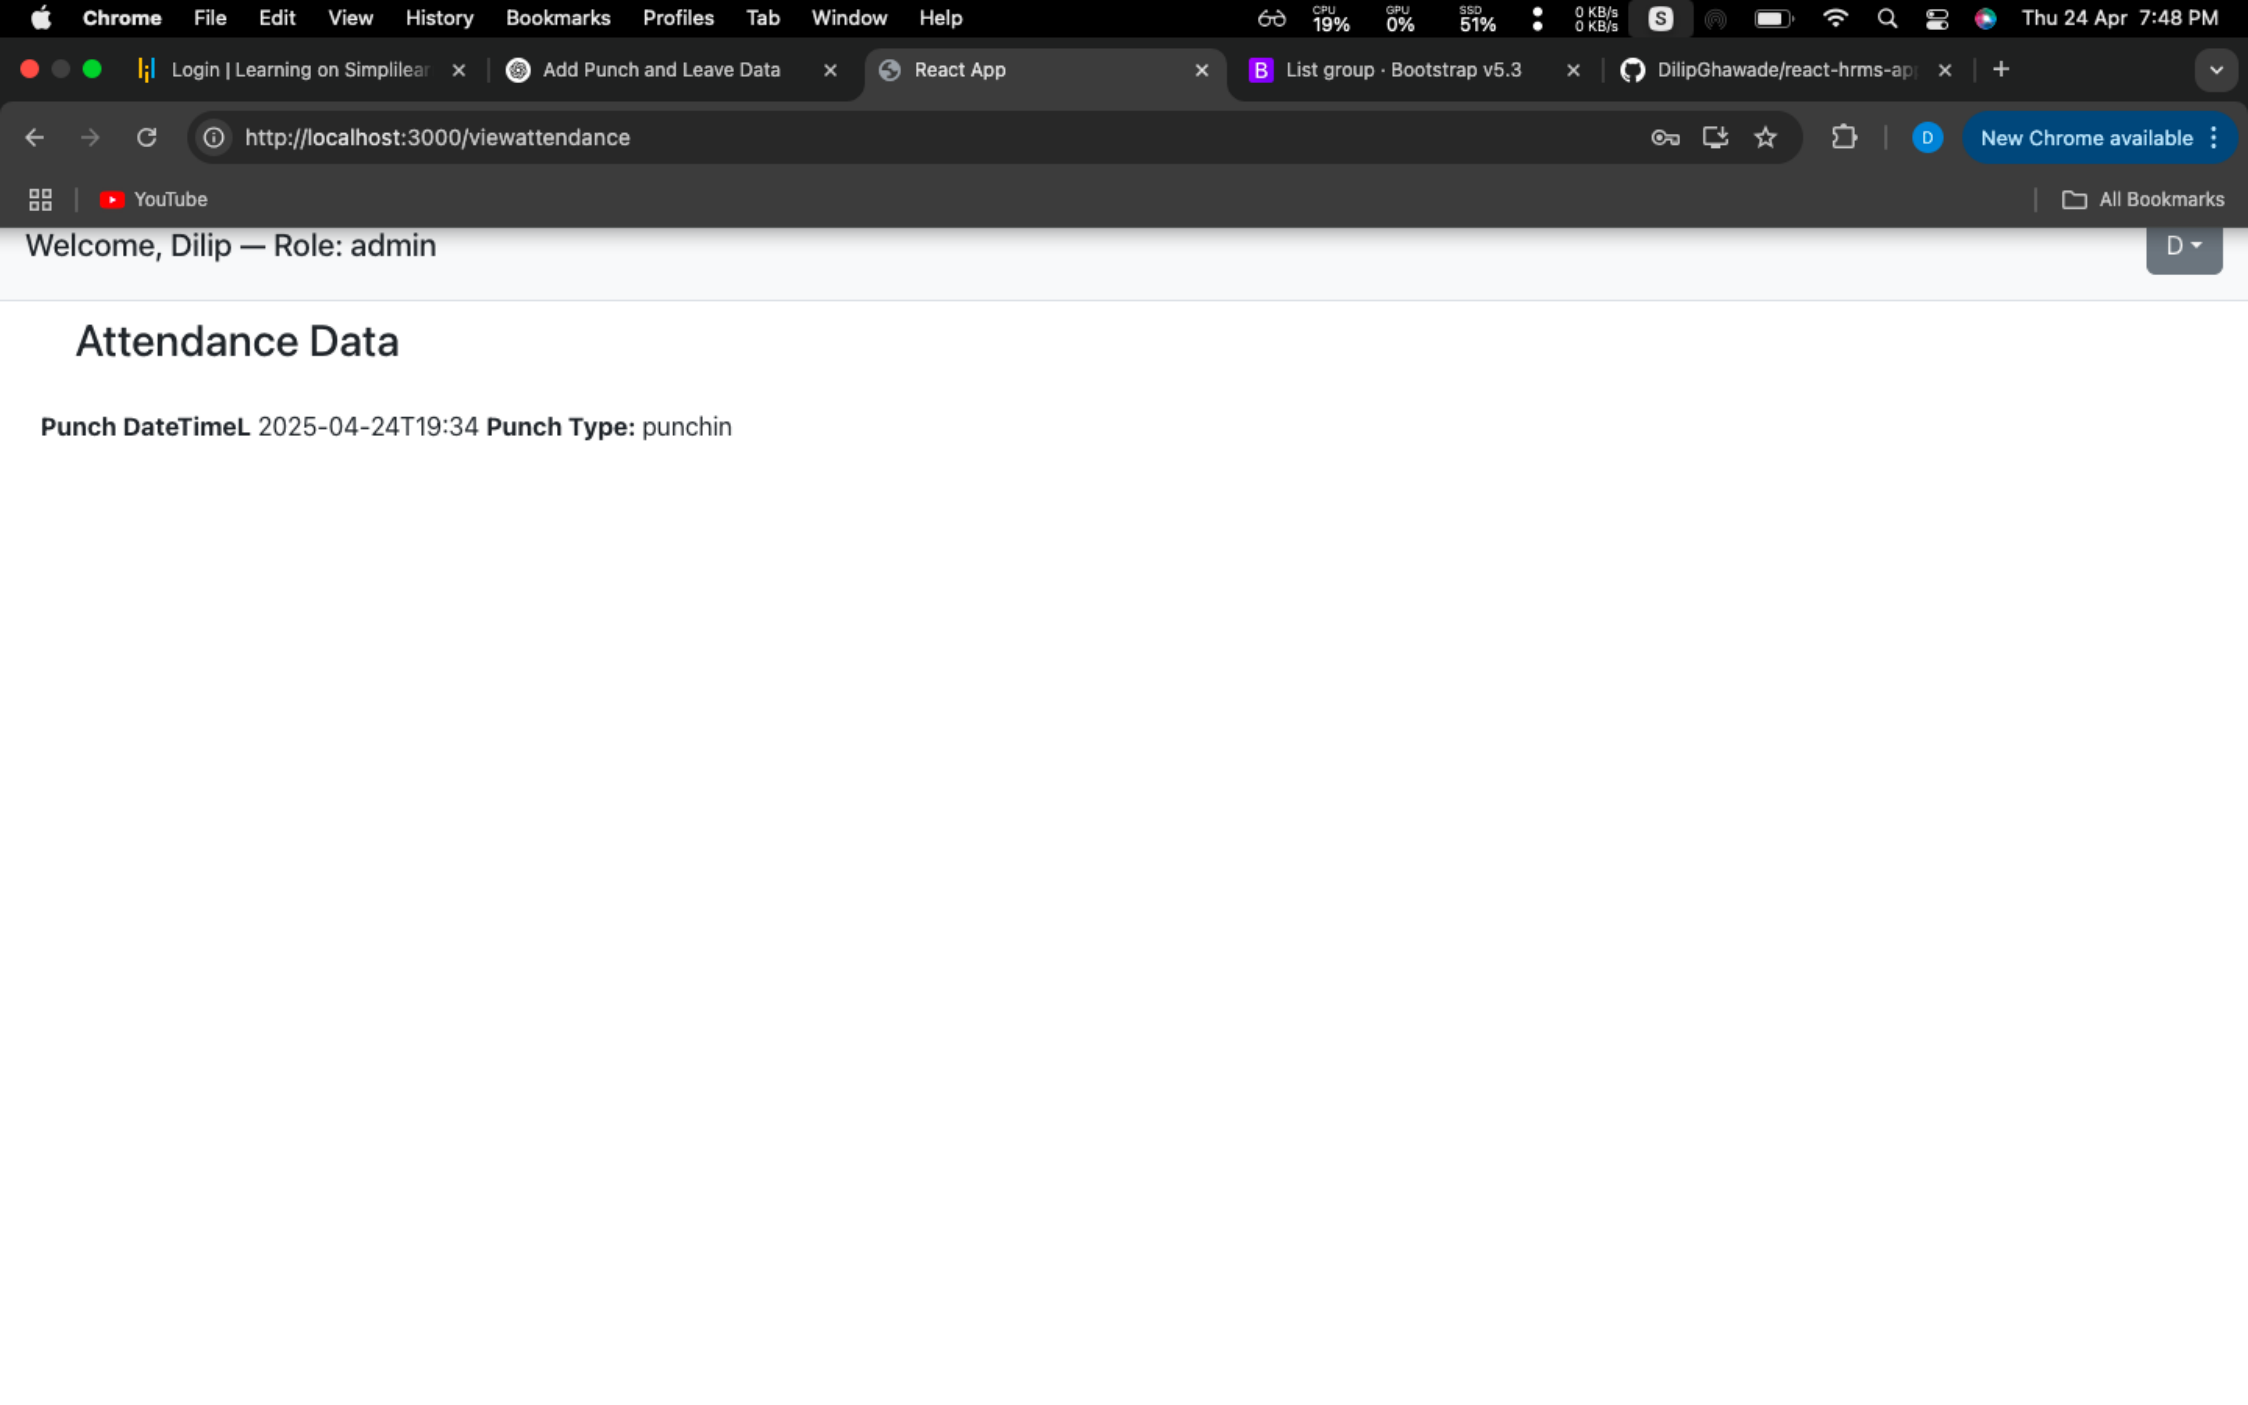 Chrome File Edit View History Bookmarks Profiles Tab Window Help CPU 19% GPU 0% SSD 51% 0 KB/s 0 KB/s S Thu 24 Apr 7:48 PM
Login | Learning on Simplilear Add Punch and Leave Data React App B List group · Bootstrap v5.3 DilipGhawade/react-hrms-ap
http://localhost:3000/viewattendance D New Chrome available
YouTube All Bookmarks
Welcome, Dilip — Role: admin D
Attendance Data
Punch DateTimeL 2025-04-24T19:34 Punch Type: punchin